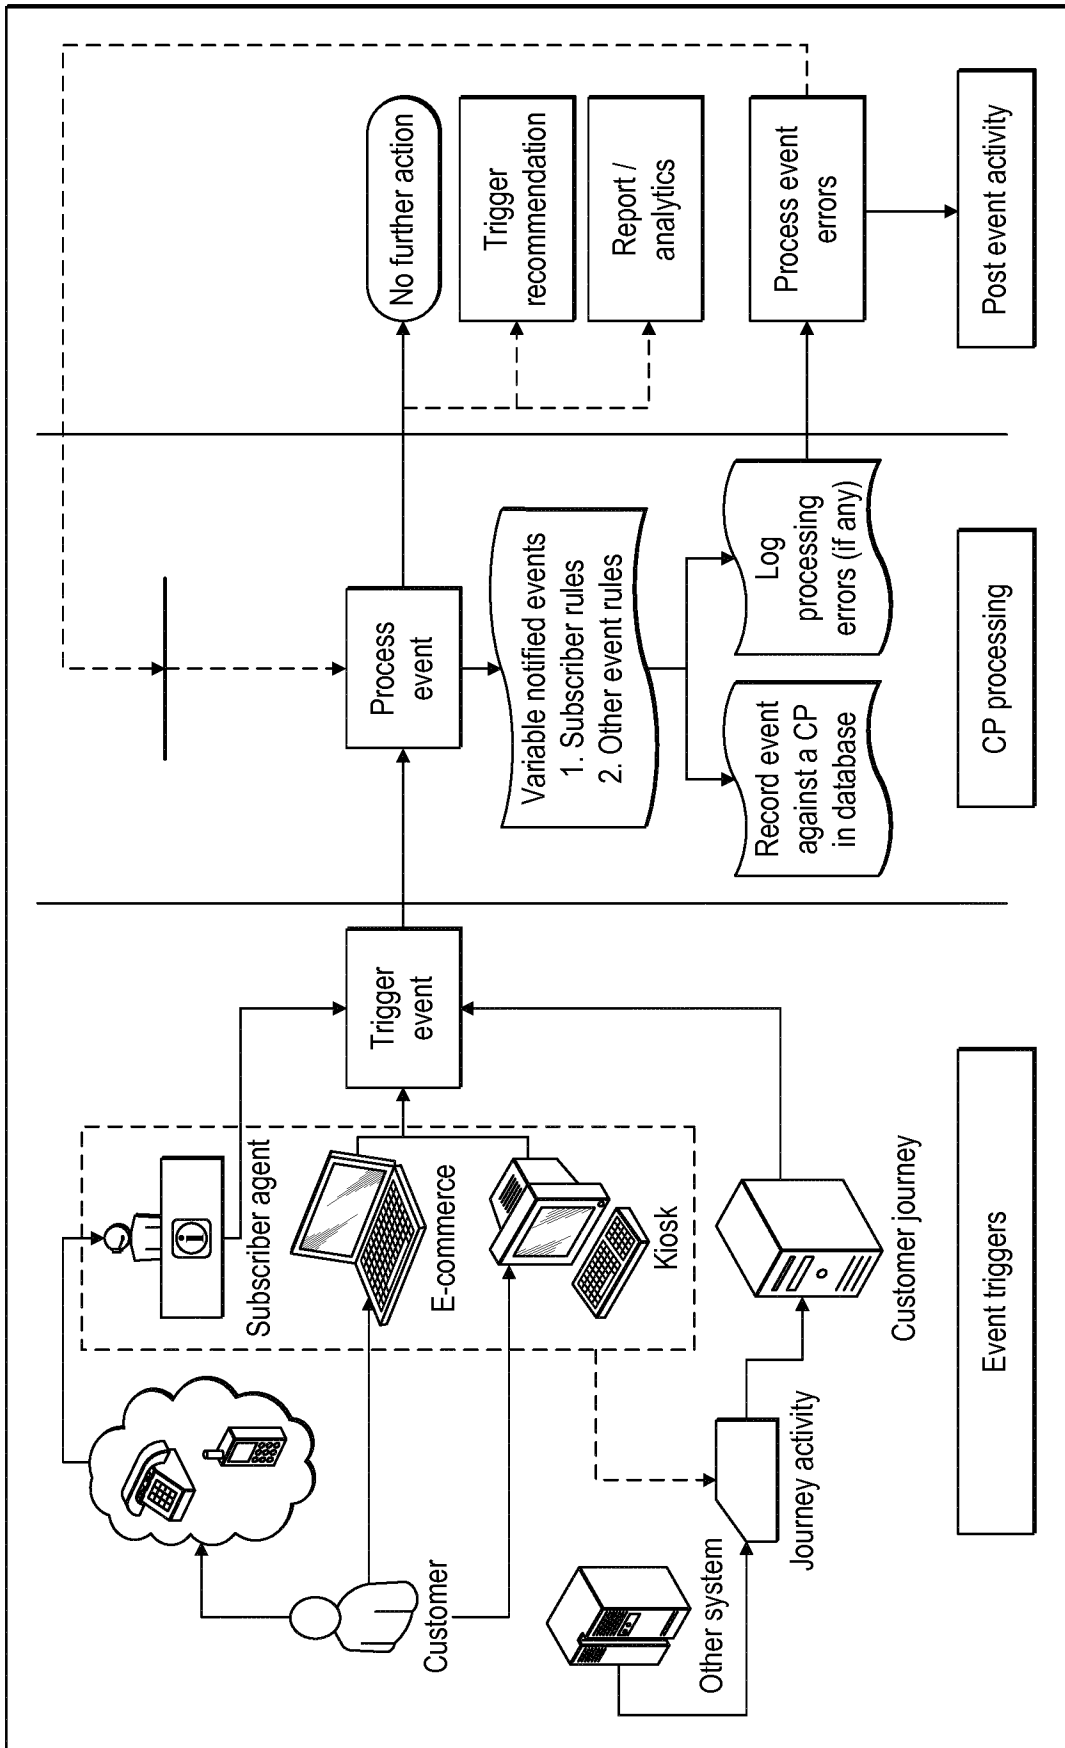 Subscriber agent
E-commerce
Kiosk
Customer
Other system
Journey activity
Customer journey
Trigger
event
Event triggers
Process
event
Variable notified events
1. Subscriber rules
2. Other event rules
Record event
against a CP
in database
Log
processing
errors (if any)
CP processing
No further action
Trigger
recommendation
Report /
analytics
Process event
errors
Post event activity